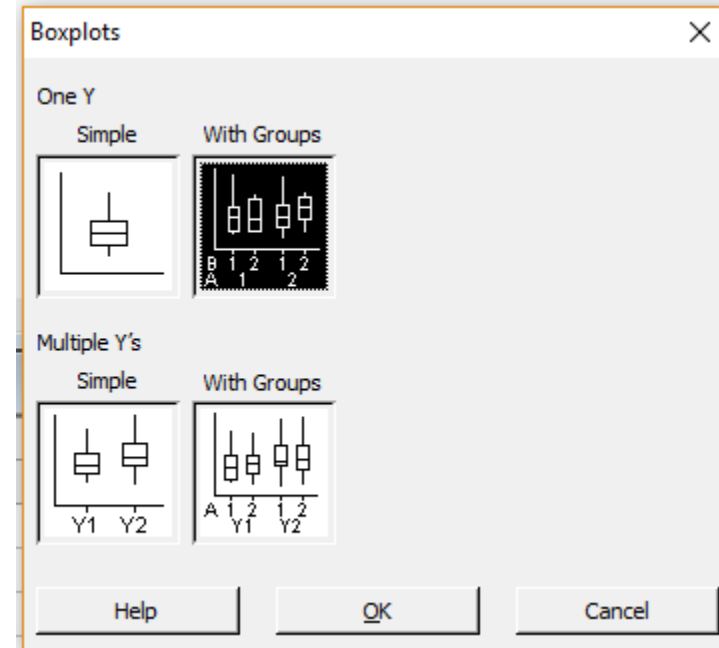 Boxplots
One Y
Simple With Groups
B 1 2 1 2
A 1 2
Multiple Y's
Simple With Groups
Y1 Y2
A 1 2 1 2
Y1 Y2
Help OK Cancel